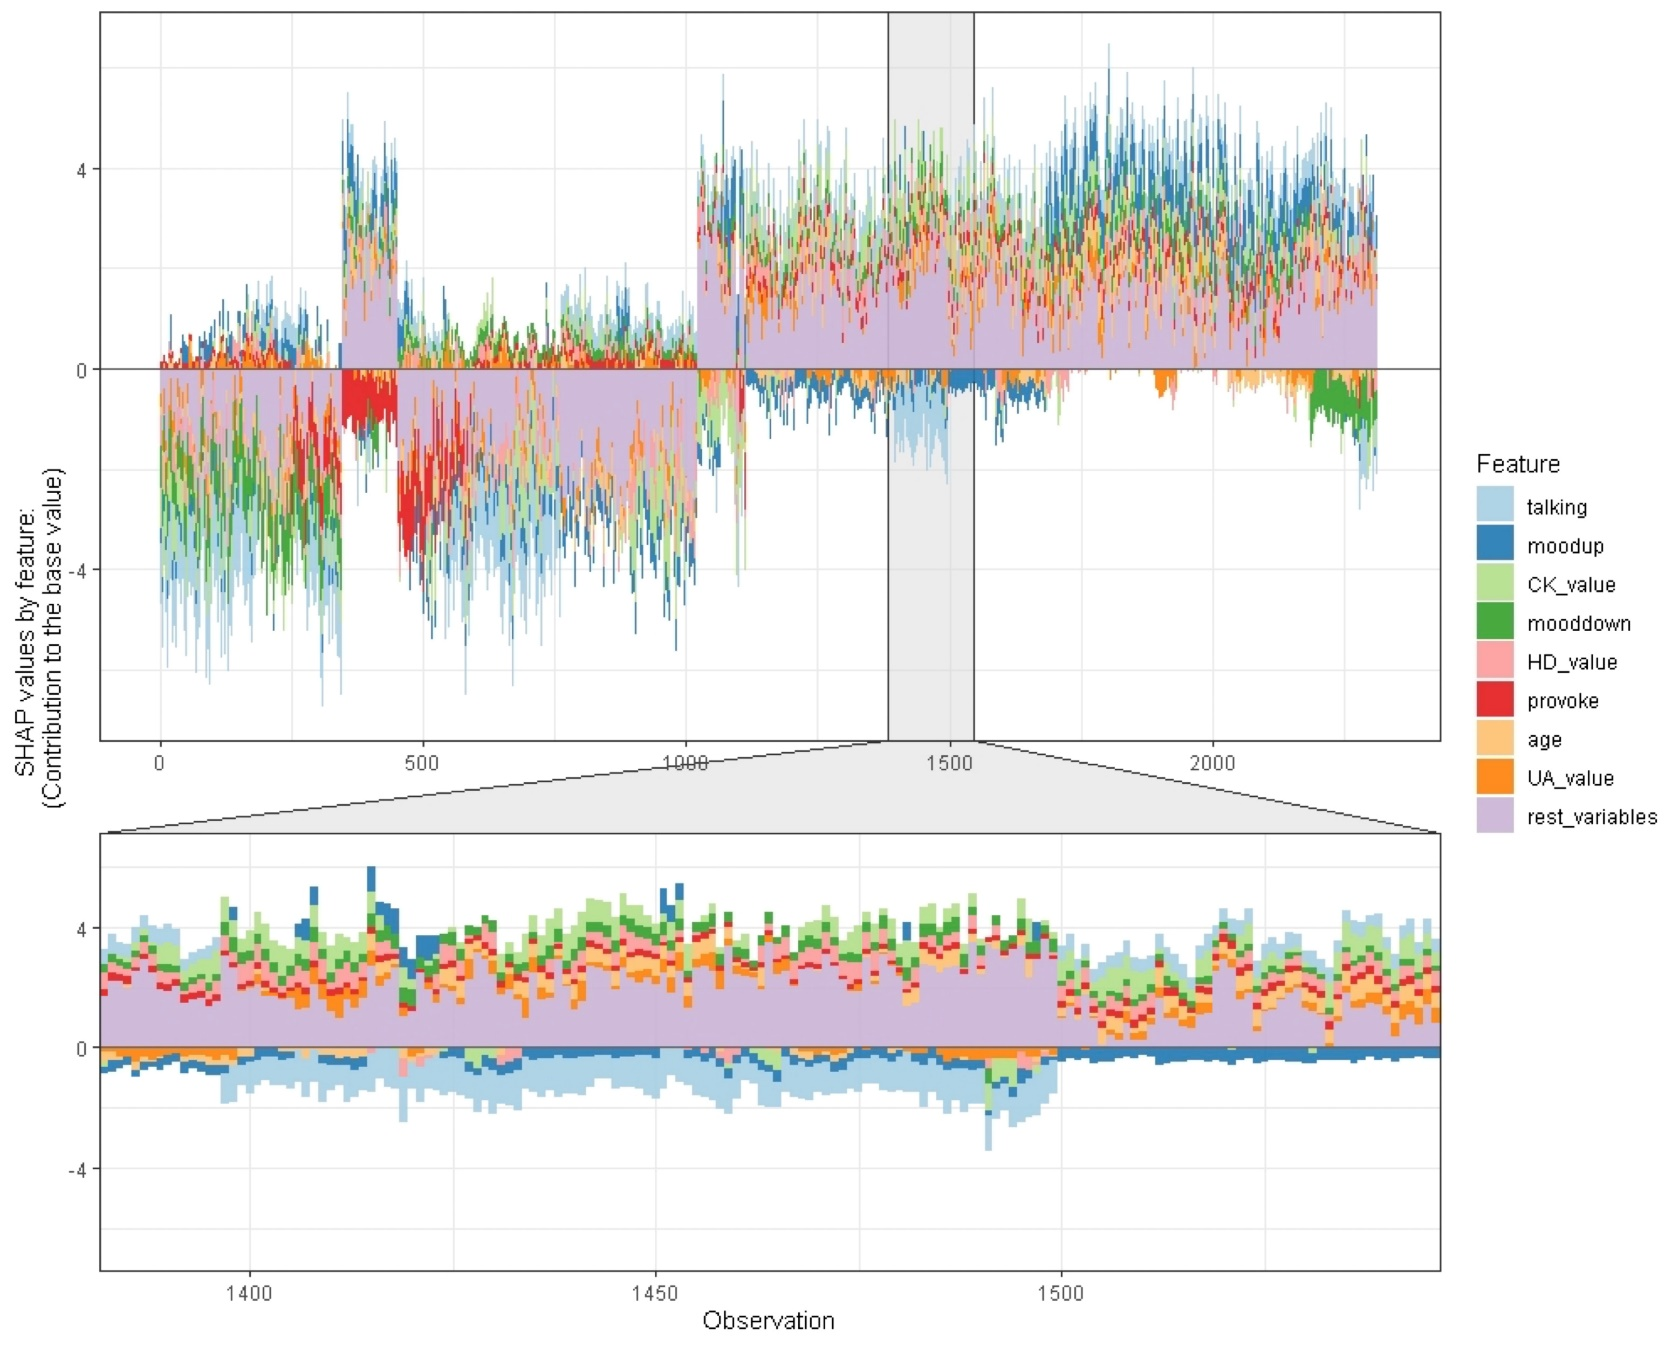 4
0
-4
0
500
1000
1500
2000
SHAP values by feature:
(Contribution to the base value)
Feature
talking
moodup
CK_value
mooddown
HD_value
provoke
age
UA_value
rest_variables
4
0
-4
1400
1450
1500
Observation